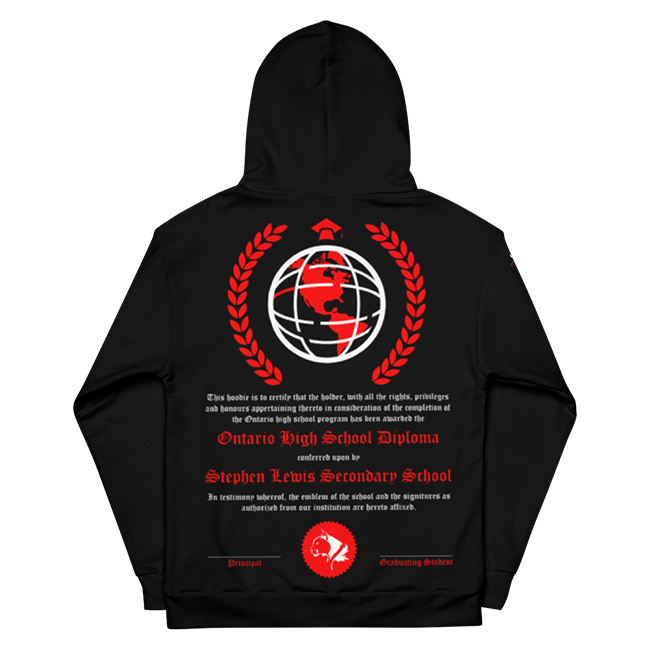 This hoodie is to certify that the holder, with all the rights, privileges
and honours appertaining thereto in consideration of the completion of
the Ontario high school program has been awarded the
Ontario High School Diploma
conferred upon by
Stephen Lewis Secondary School
In testimony whereof, the emblem of the school and the signitures as
authorized from our institution are hereto affixed.
Principal
Graduating Student